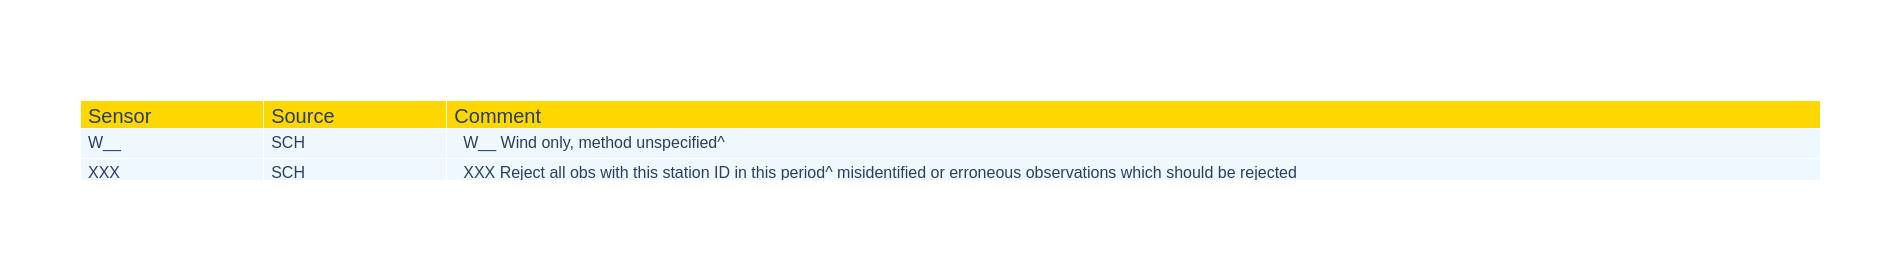 Sensor Source Comment
W__ SCH W__ Wind only, method unspecified^
XXX SCH XXX Reject all obs with this station ID in this period^ misidentified or erroneous observations which should be rejected